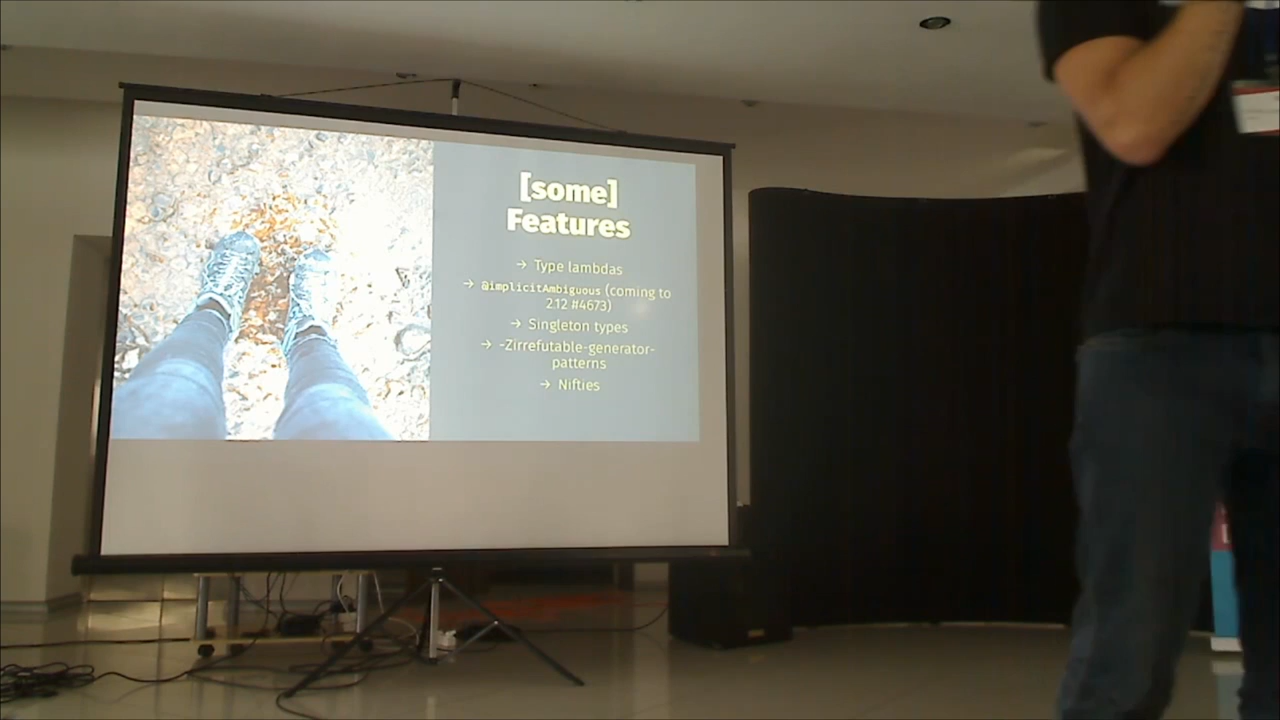 [some]
Features
→ Type lambdas
→ @implicitAmbiguous (coming to
2.12 #4673)
→ Singleton types
→ -Zirrefutable-generator-
patterns
→ Nifties